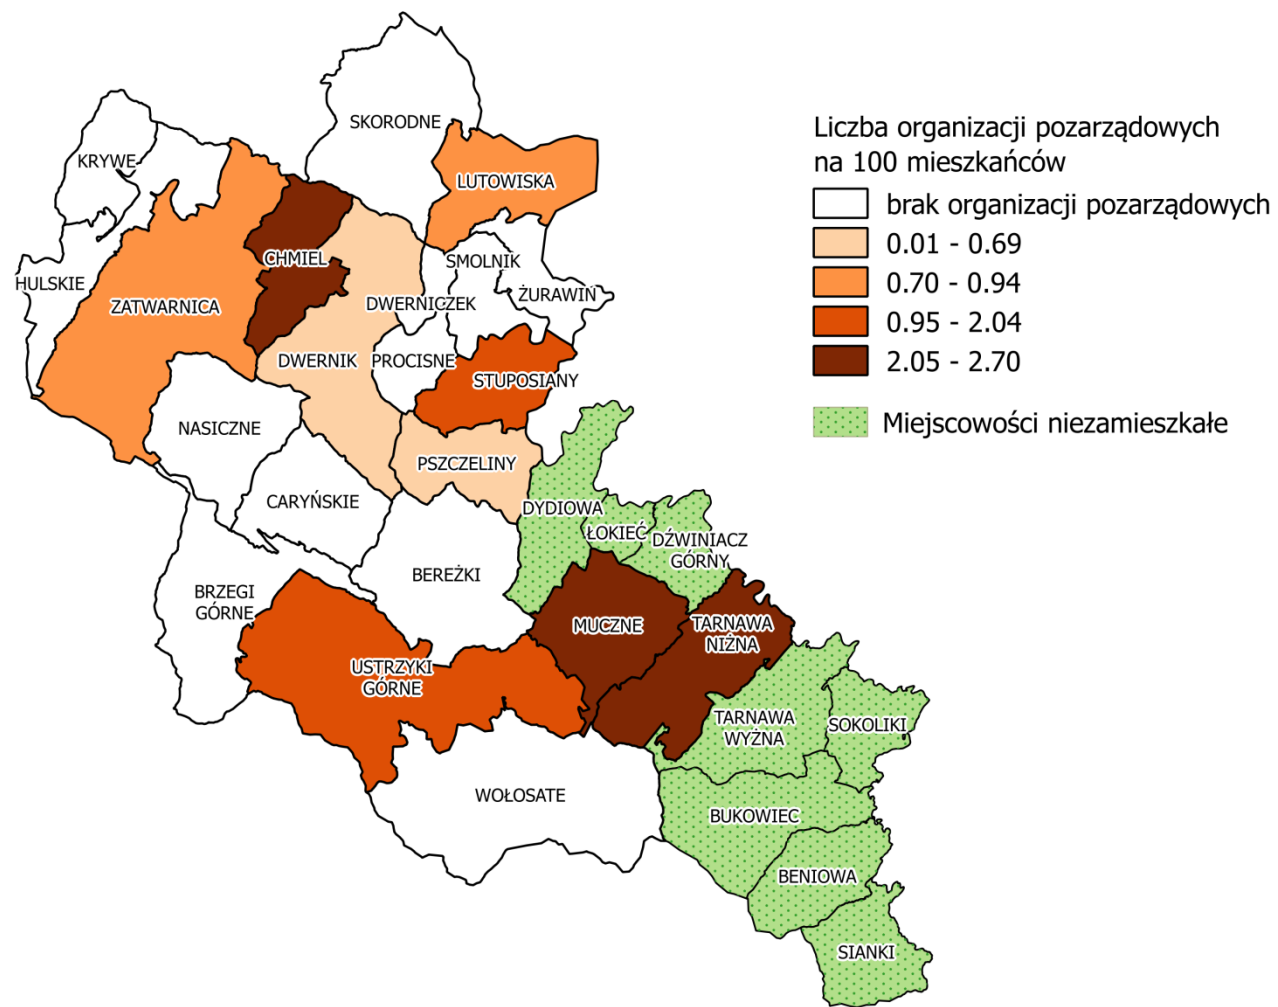 Liczba organizacji pozarządowych
na 100 mieszkańców
brak organizacji pozarządowych
0.01 - 0.69
0.70 - 0.94
0.95 - 2.04
2.05 - 2.70
Miejscowości niezamieszkałe
SKORODNE
KRYWE
LUTOWISKA
CHMIEL
SMOLNIK
HULSKIE
ZATWARNICA
DWERNICZEK
ŻURAWIŃ
DWERNIK
PROCISNE
STUPOSIANY
NASICZNE
PSZCZELINY
CARYŃSKIE
DYDIOWA
ŁOKIEĆ
DŹWINIACZ
GÓRNY
BEREŻKI
BRZEGI
GÓRNE
MUCZNE
TARNAWA
NIŻNA
USTRZYKI
GÓRNE
TARNAWA
WYŻNA
SOKOLIKI
WOŁOSATE
BUKOWIEC
BENIOWA
SIANKI